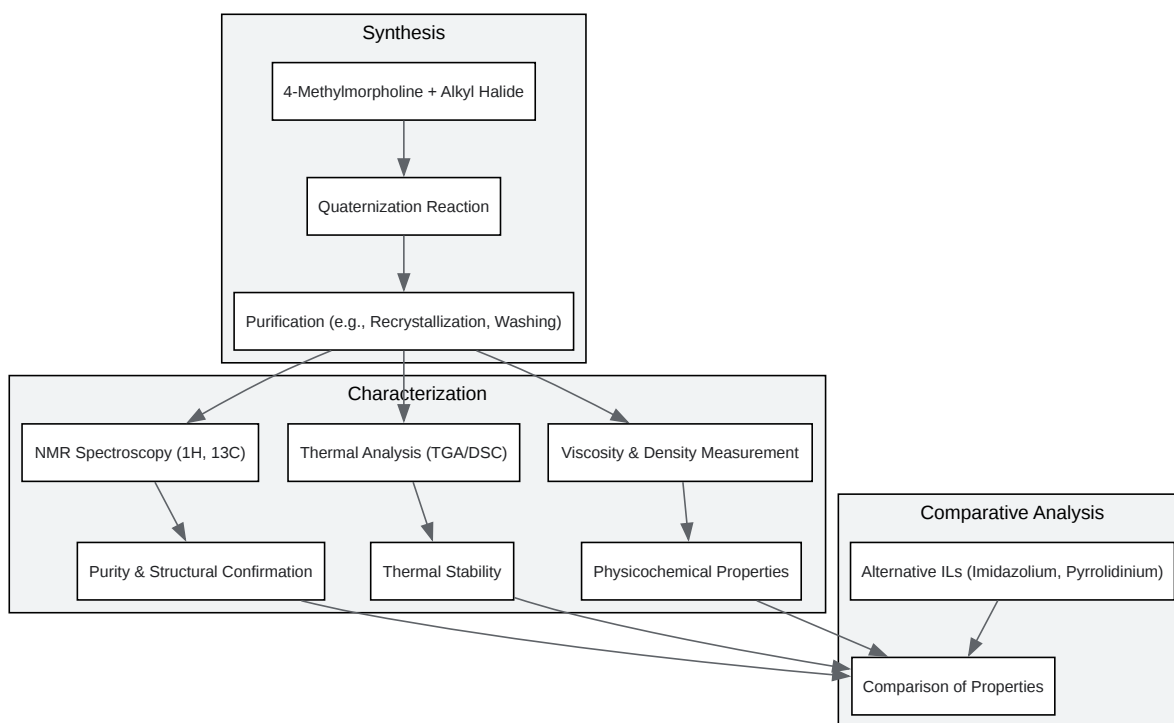 Synthesis
4-Methylmorpholine + Alkyl Halide
Quaternization Reaction
Purification (e.g., Recrystallization, Washing)
Characterization
NMR Spectroscopy (1H, 13C)
Thermal Analysis (TGA/DSC)
Viscosity & Density Measurement
Purity & Structural Confirmation
Thermal Stability
Physicochemical Properties
Comparative Analysis
Alternative ILs (Imidazolium, Pyrrolidinium)
Comparison of Properties